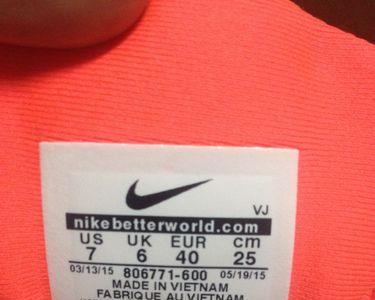 VJ
nikebetterworld.com
US UK EUR cm
7 6 40 25
03/13/15 806771-600 05/19/15
MADE IN VIETNAM
FABRIQUE AU VIETNAM